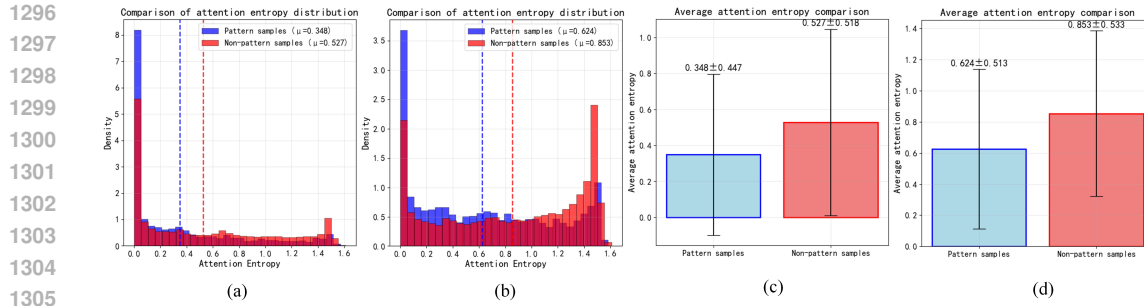 1296
1297
1298
1299
1300
1301
1302
1303
1304
1305
Comparison of attention entropy distribution
Pattern samples (μ=0.348)
Non-pattern samples (μ=0.527)
Density
8
7
6
5
4
3
2
1
0
0.0 0.2 0.4 0.6 0.8 1.0 1.2 1.4 1.6
Attention Entropy
(a)
Comparison of attention entropy distribution
Pattern samples (μ=0.624)
Non-pattern samples (μ=0.853)
Density
3.5
3.0
2.5
2.0
1.5
1.0
0.5
0.0
0.0 0.2 0.4 0.6 0.8 1.0 1.2 1.4 1.6
Attention Entropy
(b)
Average attention entropy comparison
0.527±0.518
0.348±0.447
Average attention entropy
1.0
0.8
0.6
0.4
0.2
0.0
Pattern samples Non-pattern samples
(c)
Average attention entropy comparison
0.853±0.533
0.624±0.513
Average attention entropy
1.4
1.2
1.0
0.8
0.6
0.4
0.2
0.0
Pattern samples Non-pattern samples
(d)